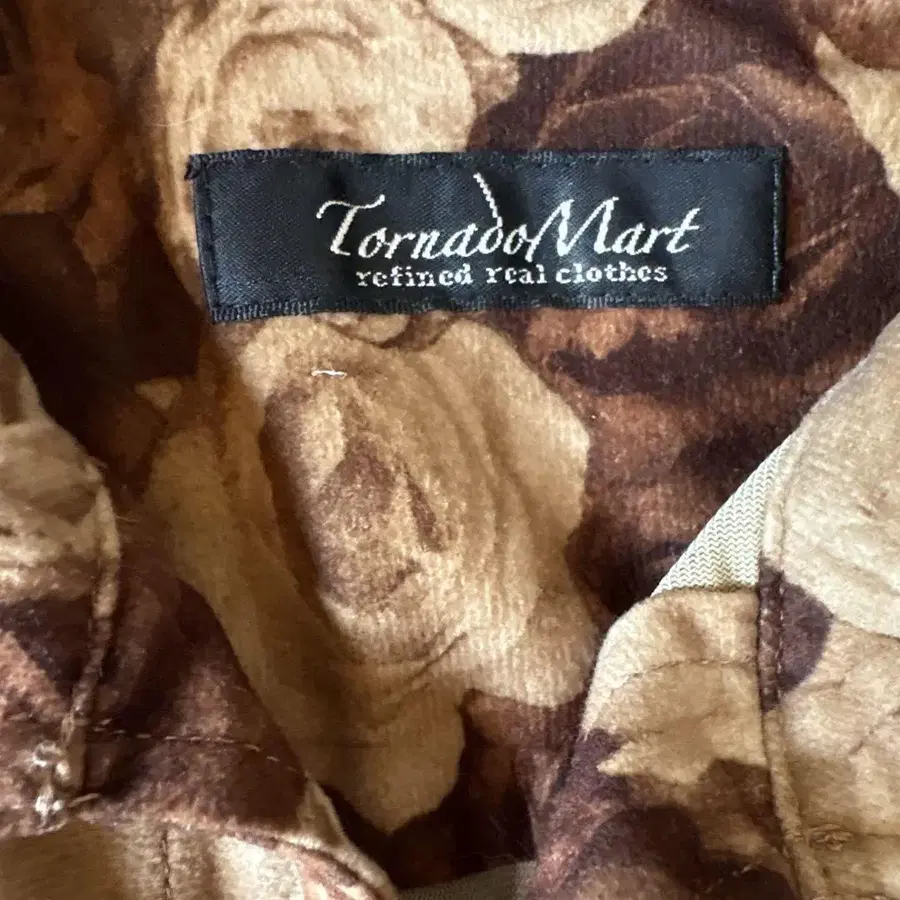 TornadoMart
refined real clothes